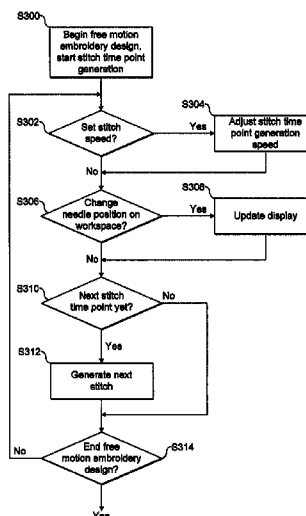 S300
Begin free motion
embroidery design,
start stitch time point
generation
S302
Set stitch
speed?
Yes
S304
Adjust stitch time
point generation
speed
No
S306
Change
needle position on
workspace?
Yes
S308
Update display
No
S310
Next stitch
time point yet?
No
Yes
S312
Generate next
stitch
No
End free
motion embroidery
design?
S314
Yes